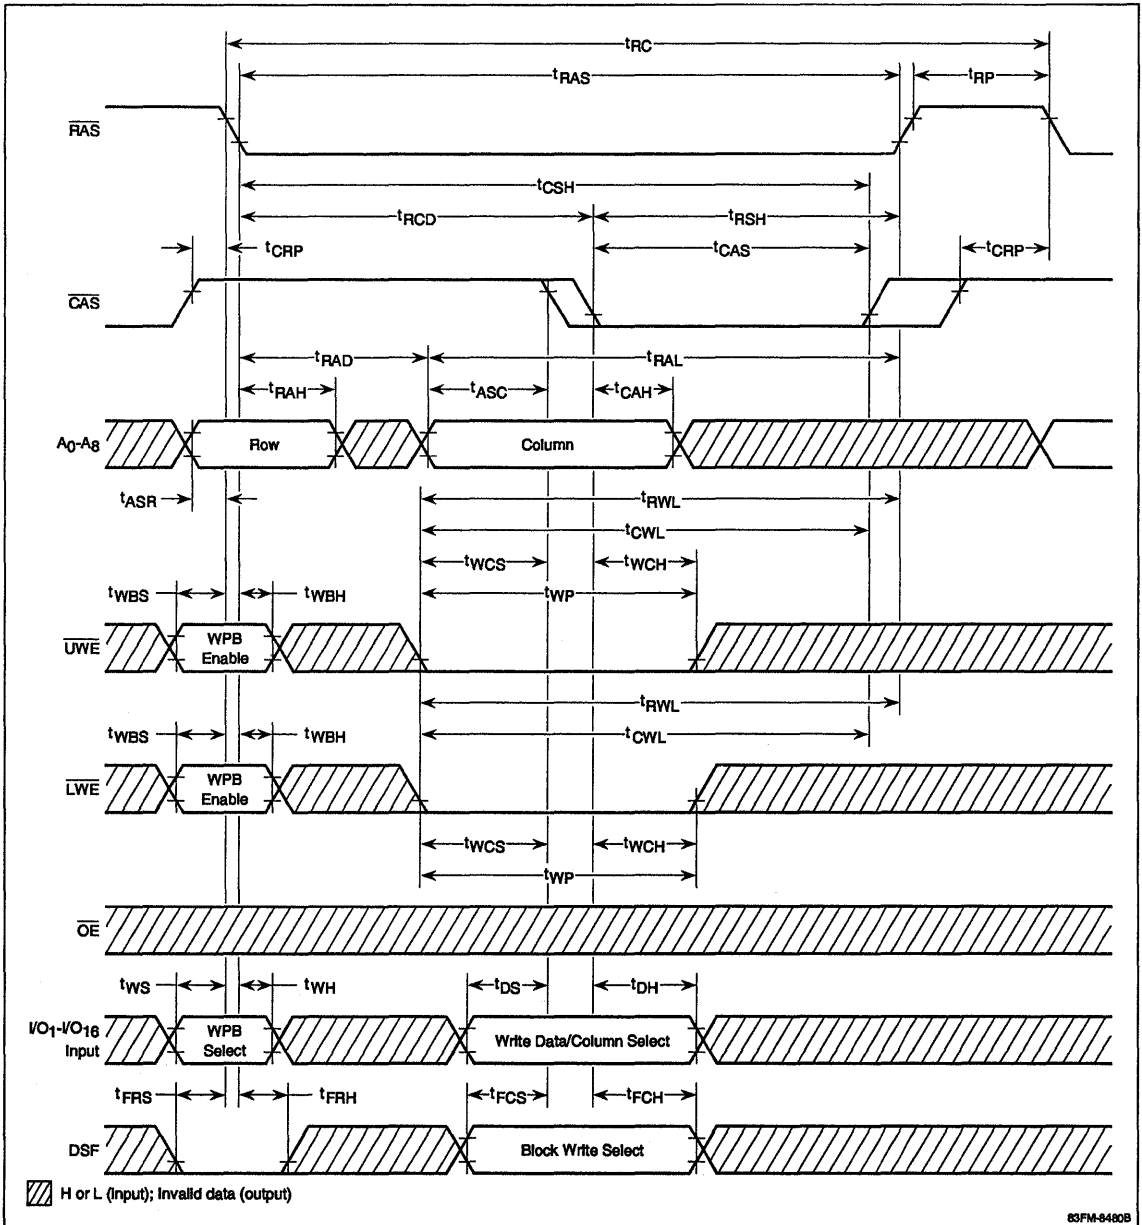 tRC
tRAS
tRP
RAS
tCSH
tRCD
tRSH
tCRP
tCAS
tCRP
CAS
tRAD
tRAL
tRAH
tASC
tCAH
A0-A8
Row
Column
tASR
tRWL
tCWL
tWCS
tWCH
tWBS
tWBH
tWP
UWE
WPB
Enable
tRWL
tWBS
tWBH
tCWL
LWE
WPB
Enable
tWCS
tWCH
tWP
OE
tWS
tWH
tDS
tDH
I/O1-I/O16
Input
WPB
Select
Write Data/Column Select
tFRS
tFRH
tFCS
tFCH
DSF
Block Write Select
H or L (input); Invalid data (output)
83FM-8480B